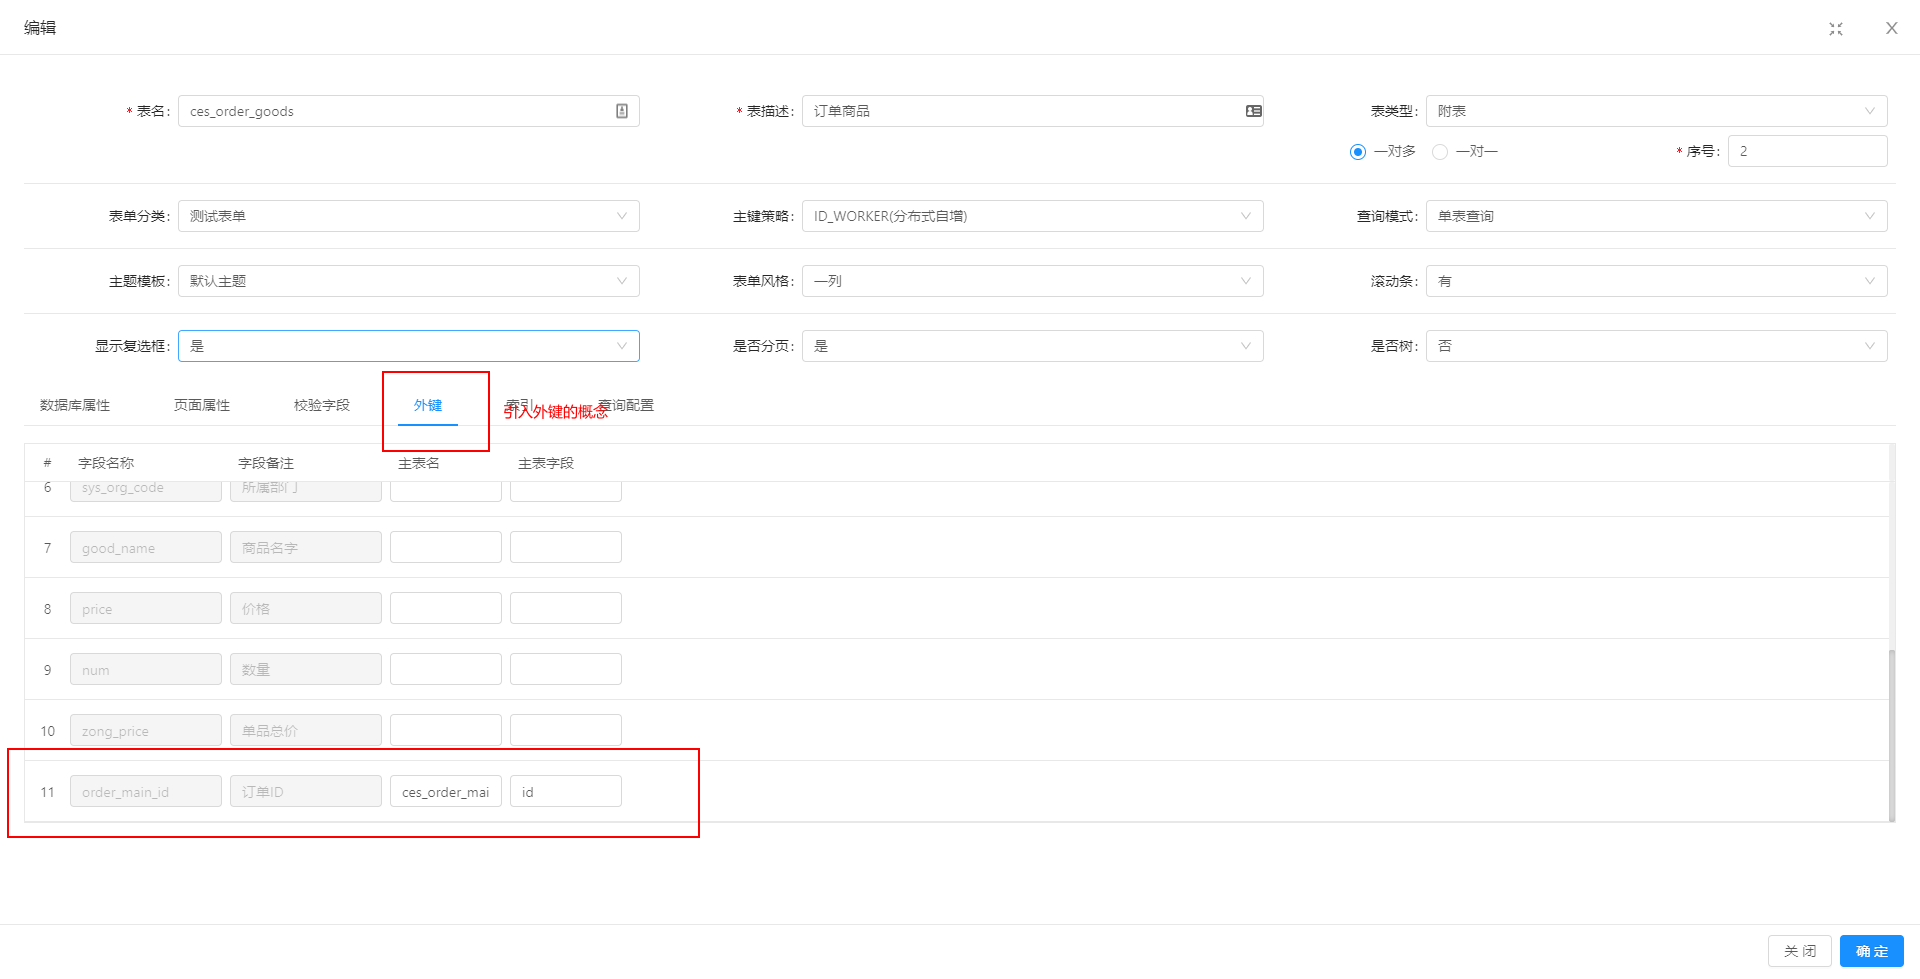 编辑
X
* 表名: ces_order_goods
* 表描述: 订单商品
表类型: 附表
一对多 一对一
* 序号: 2
表单分类: 测试表单
主键策略: ID_WORKER(分布式自增)
查询模式: 单表查询
主题模板: 默认主题
表单风格: 一列
滚动条: 有
显示复选框: 是
是否分页: 是
是否树: 否
数据库属性 页面属性 校验字段 外键 索引 查询配置
引入外键的概念
# 字段名称 字段备注 主表名 主表字段
6 sys_org_code 所属部门
7 good_name 商品名字
8 price 价格
9 num 数量
10 zong_price 单品总价
11 order_main_id 订单ID ces_order_mai id
关 闭 确 定